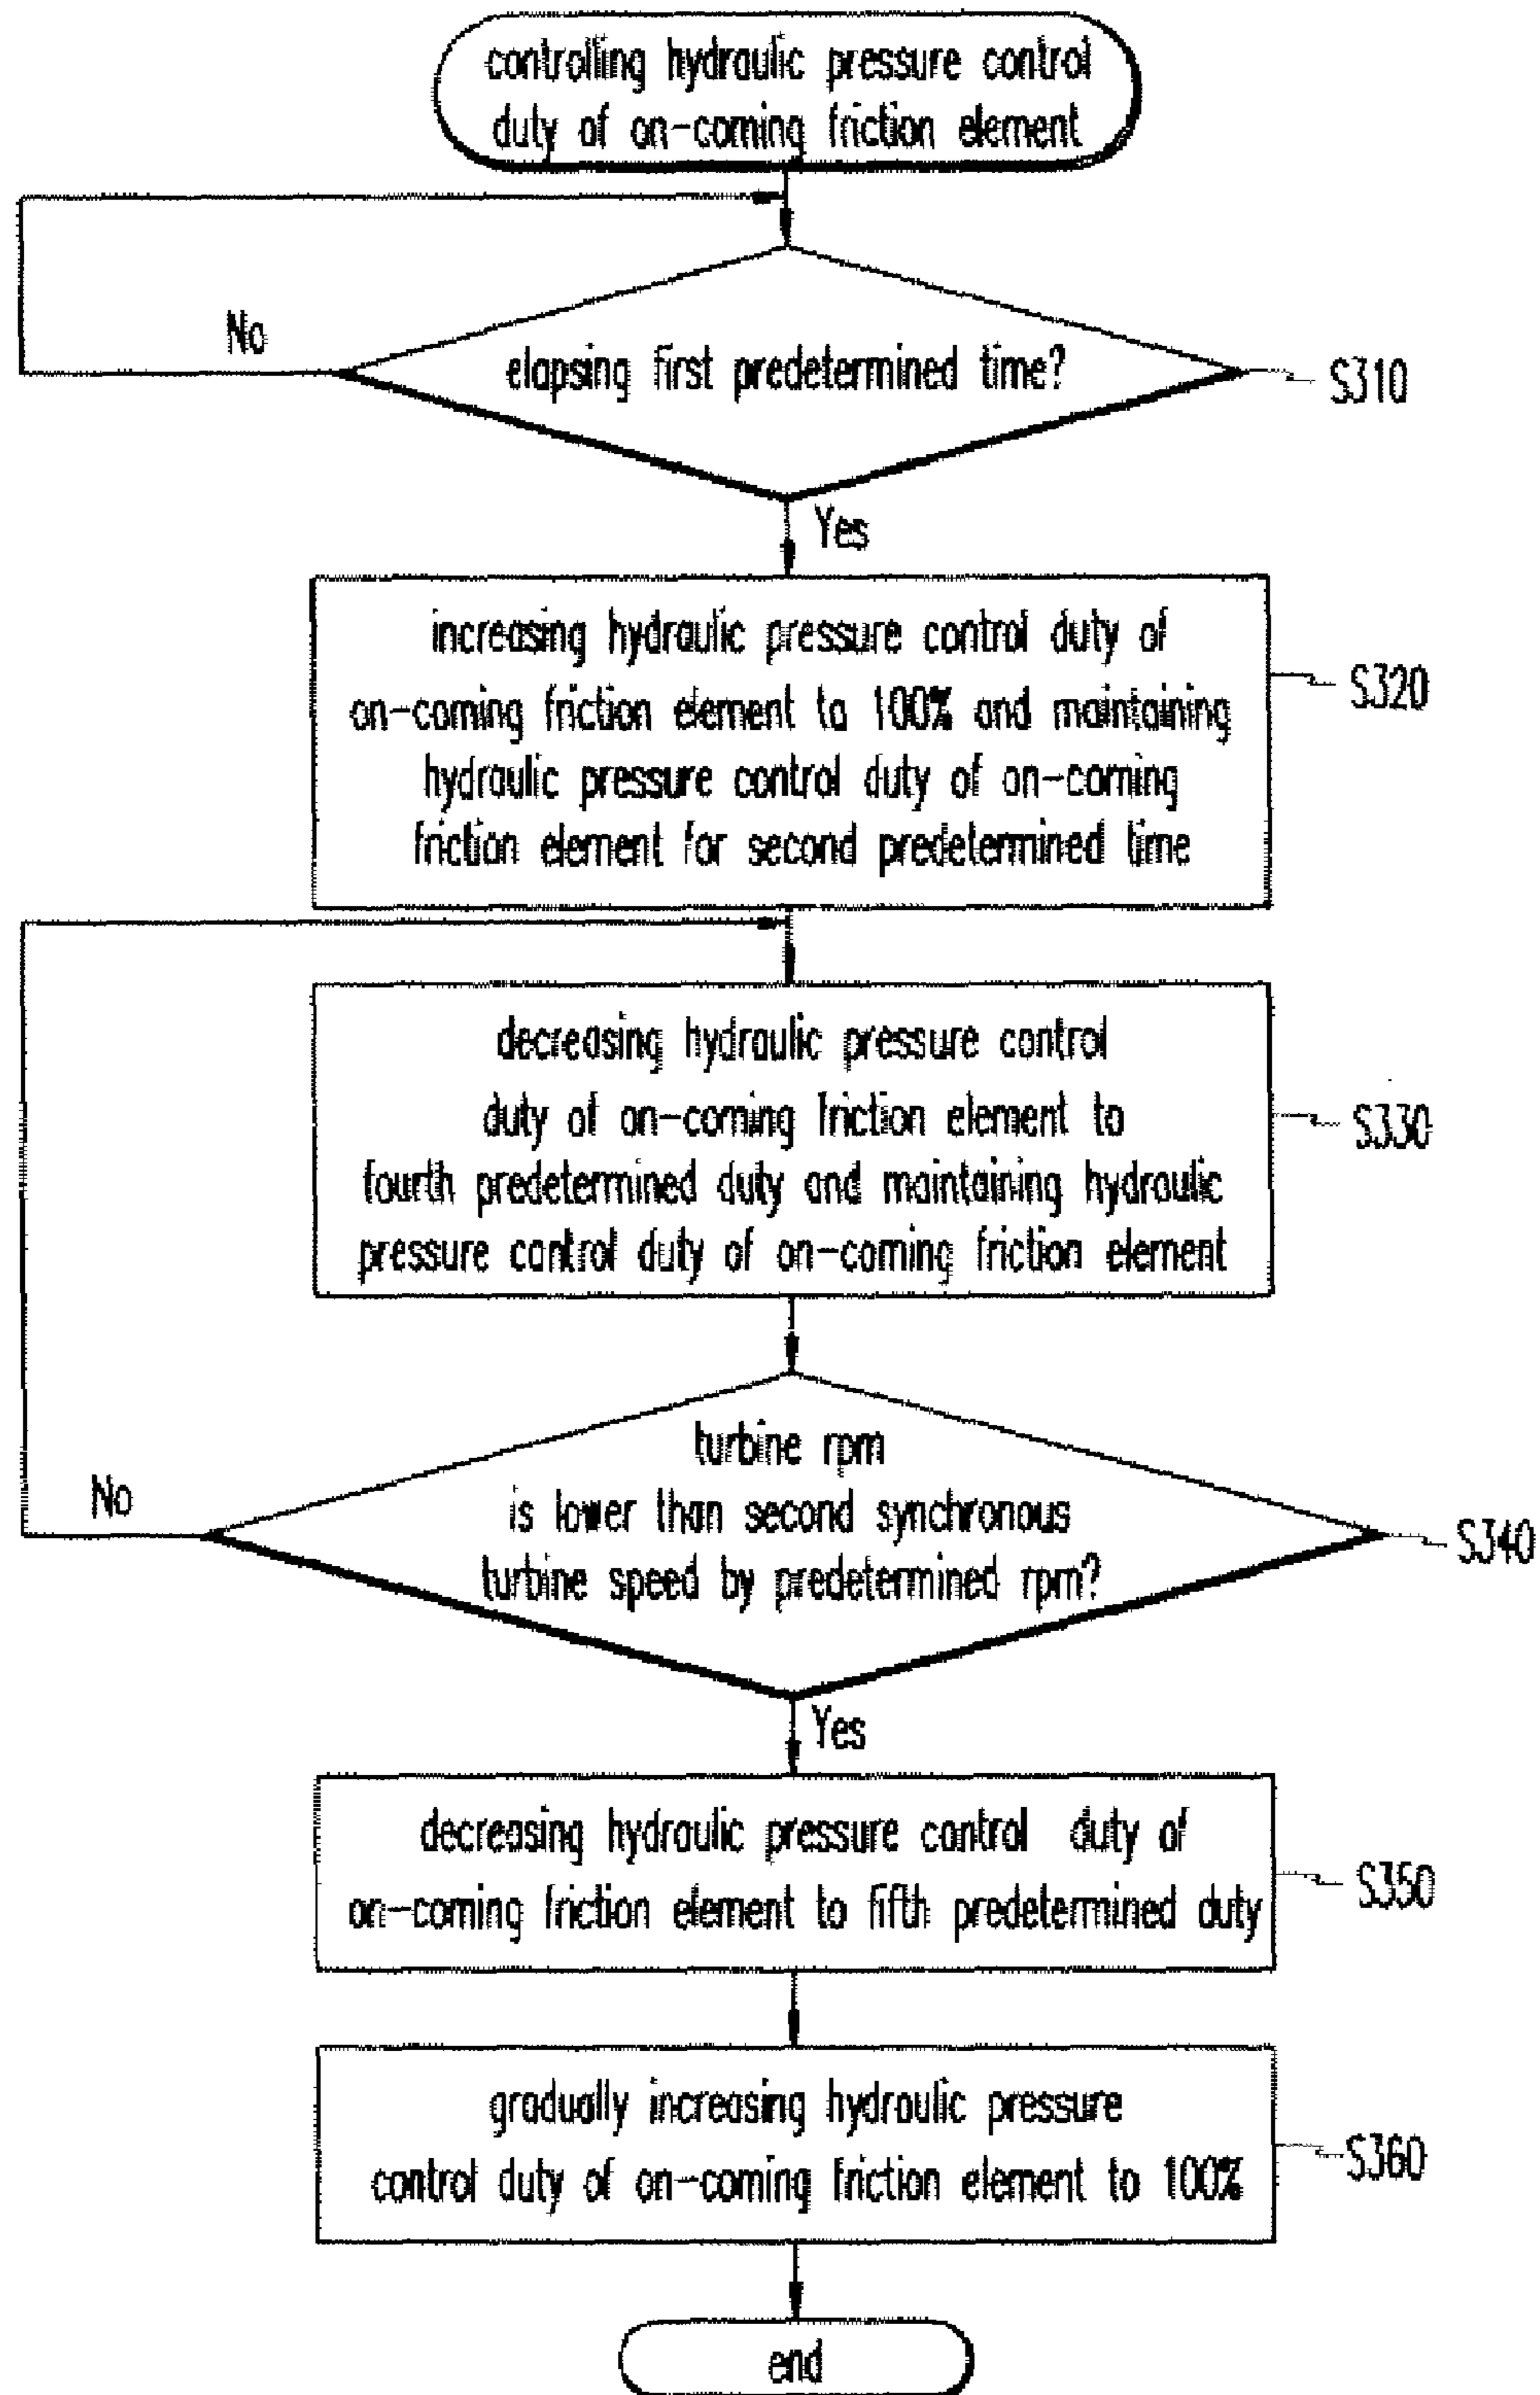 controlling hydraulic pressure control
duty of on-coming friction element
No
elapsing first predetermined time?
S310
Yes
increasing hydraulic pressure control duty of
on-coming friction element to 100% and maintaining
hydraulic pressure control duty of on-coming
friction element for second predetermined time
S320
decreasing hydraulic pressure control
duty of on-coming friction element to
fourth predetermined duty and maintaining hydraulic
pressure control duty of on-coming friction element
S330
turbine rpm
is lower than second synchronous
turbine speed by predetermined rpm?
No
S340
Yes
decreasing hydraulic pressure control duty of
on-coming friction element to fifth predetermined duty
S350
gradually increasing hydraulic pressure
control duty of on-coming friction element to 100%
S360
end